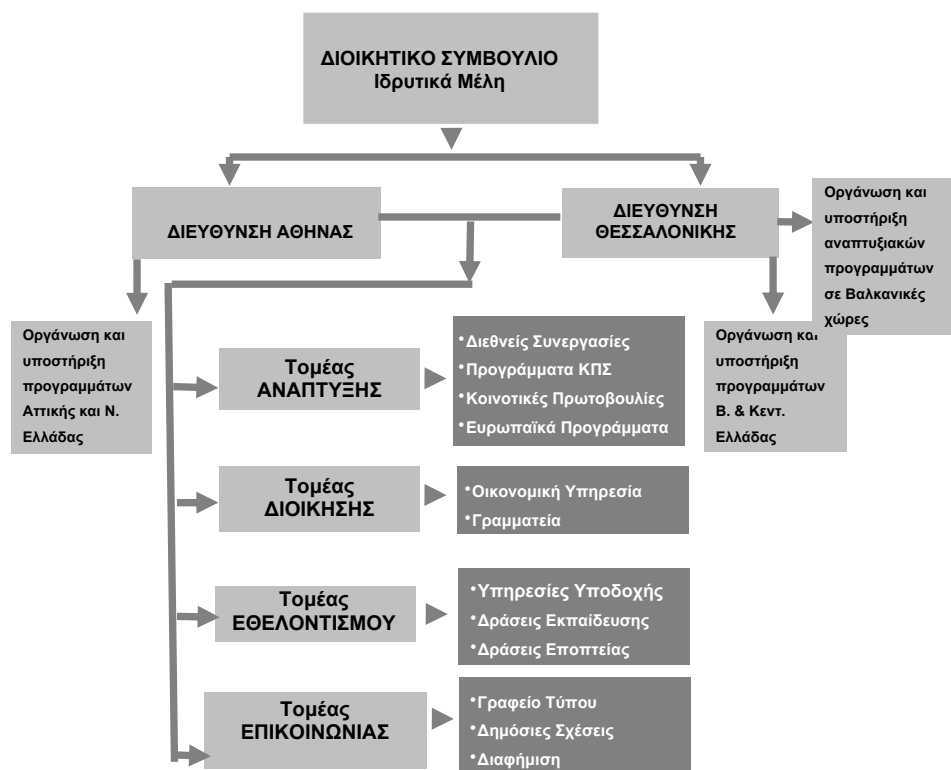 ΔΙΟΙΚΗΤΙΚΟ ΣΥΜΒΟΥΛΙΟ
Ιδρυτικά Μέλη
ΔΙΕΥΘΥΝΣΗ ΑΘΗΝΑΣ
ΔΙΕΥΘΥΝΣΗ
ΘΕΣΣΑΛΟΝΙΚΗΣ
Οργάνωση και
υποστήριξη
αναπτυξιακών
προγραμμάτων
σε Βαλκανικές
χώρες
Οργάνωση και
υποστήριξη
προγραμμάτων
Αττικής και Ν.
Ελλάδας
Οργάνωση και
υποστήριξη
προγραμμάτων
Β. & Κεντ.
Ελλάδας
Τομέας
ΑΝΑΠΤΥΞΗΣ
•Διεθνείς Συνεργασίες
•Προγράμματα ΚΠΣ
•Κοινοτικές Πρωτοβουλίες
•Ευρωπαϊκά Προγράμματα
Τομέας
ΔΙΟΙΚΗΣΗΣ
•Οικονομική Υπηρεσία
•Γραμματεία
Τομέας
ΕΘΕΛΟΝΤΙΣΜΟΥ
•Υπηρεσίες Υποδοχής
•Δράσεις Εκπαίδευσης
•Δράσεις Εποπτείας
Τομέας
ΕΠΙΚΟΙΝΩΝΙΑΣ
•Γραφείο Τύπου
•Δημόσιες Σχέσεις
•Διαφήμιση